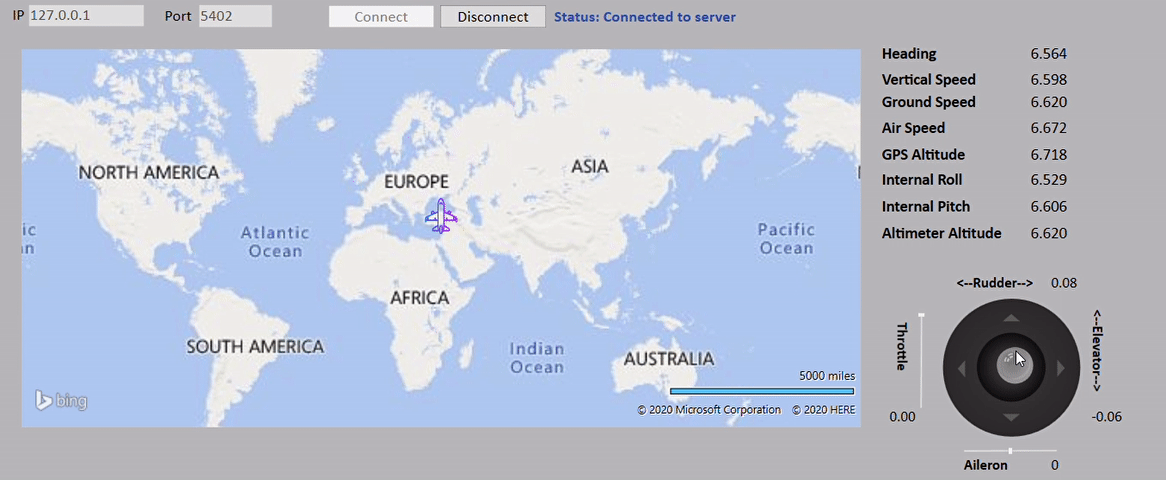 IP 127.0.0.1 Port 5402 Connect Disconnect Status: Connected to server
Heading 6.564
Vertical Speed 6.598
Ground Speed 6.620
Air Speed 6.672
GPS Altitude 6.718
Internal Roll 6.529
Internal Pitch 6.606
Altimeter Altitude 6.620
NORTH AMERICA
EUROPE
ASIA
N
ic
n
Atlantic
Ocean
Pacific
Ocean
AFRICA
SOUTH AMERICA
Indian
Ocean
AUSTRALIA
5000 miles
bing
© 2020 Microsoft Corporation © 2020 HERE
<--Rudder--> 0.08
Throttle
0.00
<--Elevator-->
-0.06
Aileron 0